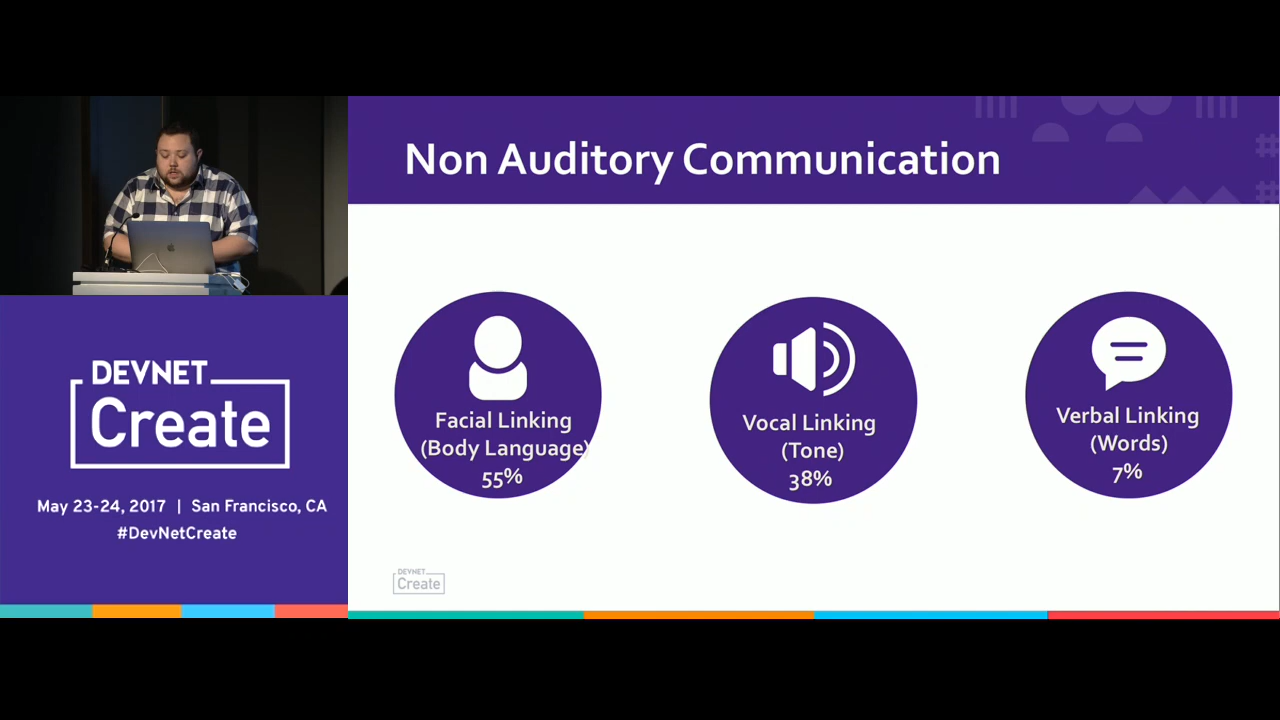 Non Auditory Communication
Facial Linking
(Body Language)
55%
Vocal Linking
(Tone)
38%
Verbal Linking
(Words)
7%
DEVNET
Create
May 23-24, 2017 | San Francisco, CA
#DevNetCreate
DEVNET
Create